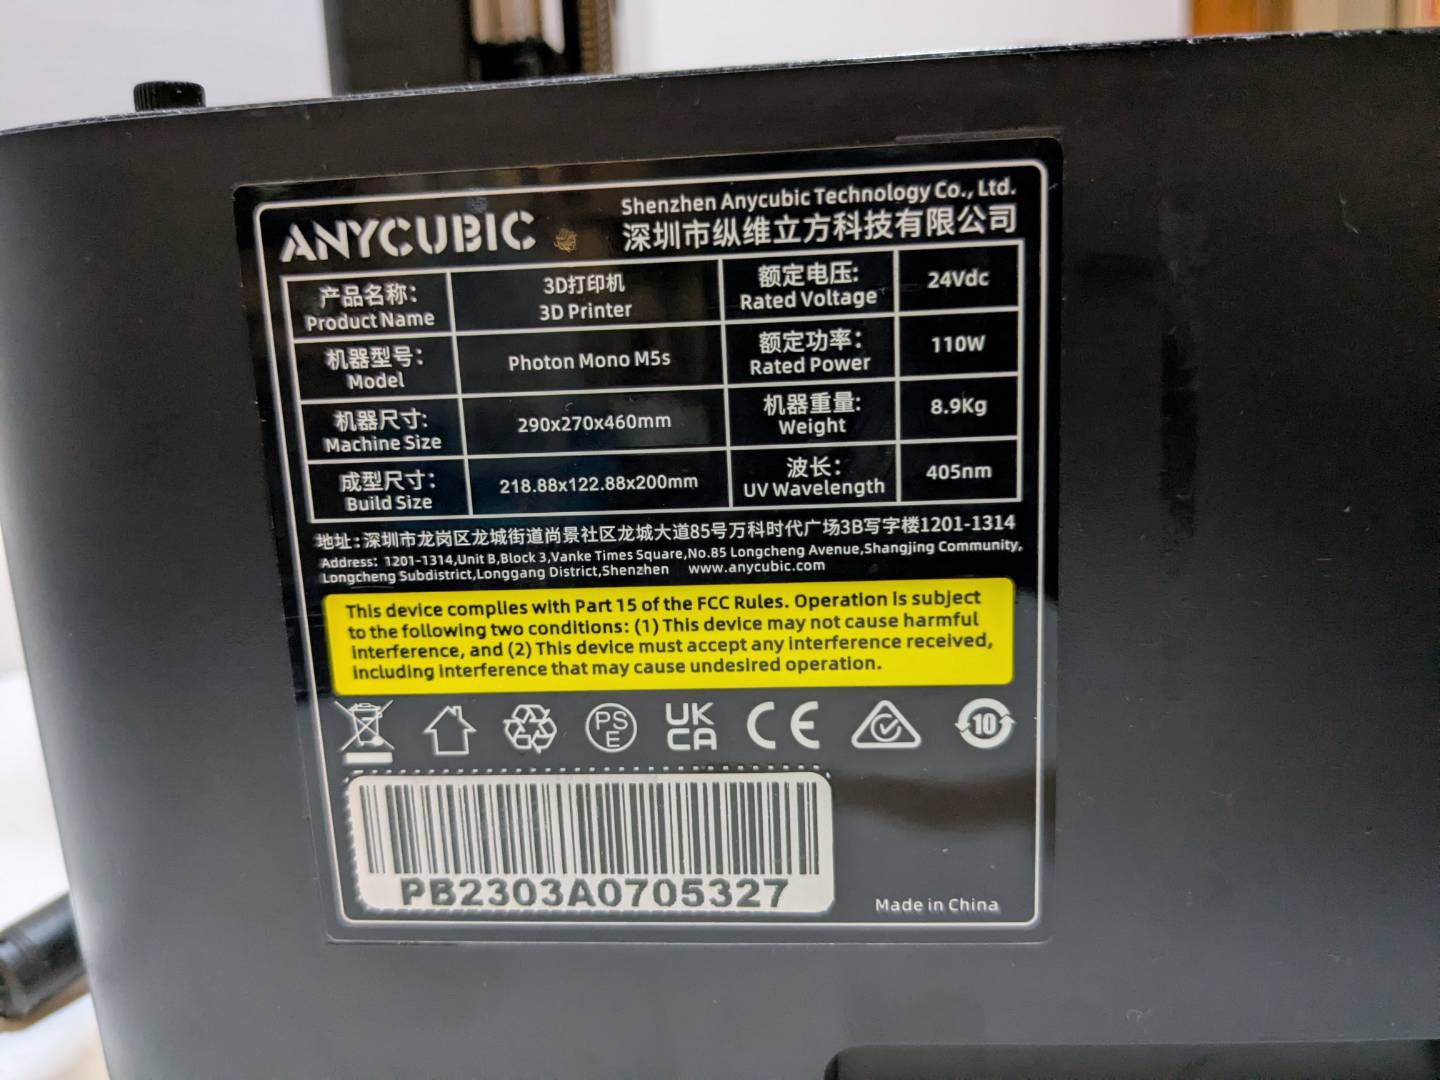 ANYCUBIC
Shenzhen Anycubic Technology Co., Ltd.
深圳市纵维立方科技有限公司
产品名称：
Product Name
3D打印机
3D Printer
额定电压:
Rated Voltage
24Vdc
机器型号：
Model
Photon Mono M5s
额定功率：
Rated Power
110W
机器尺寸:
Machine Size
290x270x460mm
机器重量:
Weight
8.9Kg
成型尺寸：
Build Size
218.88x122.88x200mm
波长：
UV Wavelength
405nm
地址：深圳市龙岗区龙城街道尚景社区龙城大道85号万科时代广场3B写字楼1201-1314
Address: 1201-1314,Unit B,Block 3,Vanke Times Square,No.85 Longcheng Avenue,Shangjing Community,
Longcheng Subdistrict,Longgang District,Shenzhen www.anycubic.com
This device complies with Part 15 of the FCC Rules. Operation is subject
to the following two conditions: (1) This device may not cause harmful
interference, and (2) This device must accept any interference received,
including interference that may cause undesired operation.
PS
E
UK
CA
CE
10
PB2303A0705327
Made in China